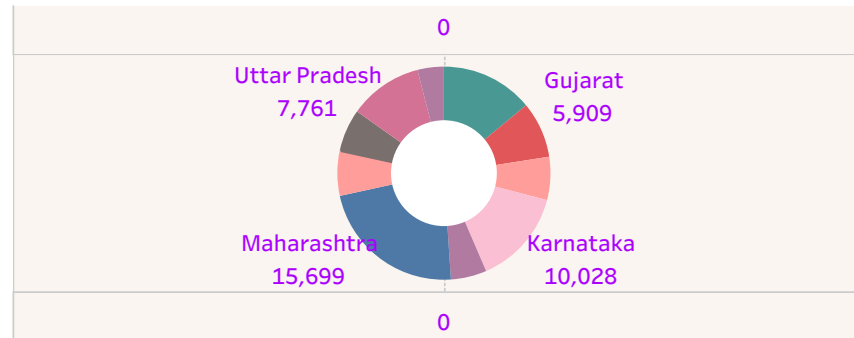 0
Uttar Pradesh
7,761
Gujarat
5,909
Maharashtra
15,699
Karnataka
10,028
0